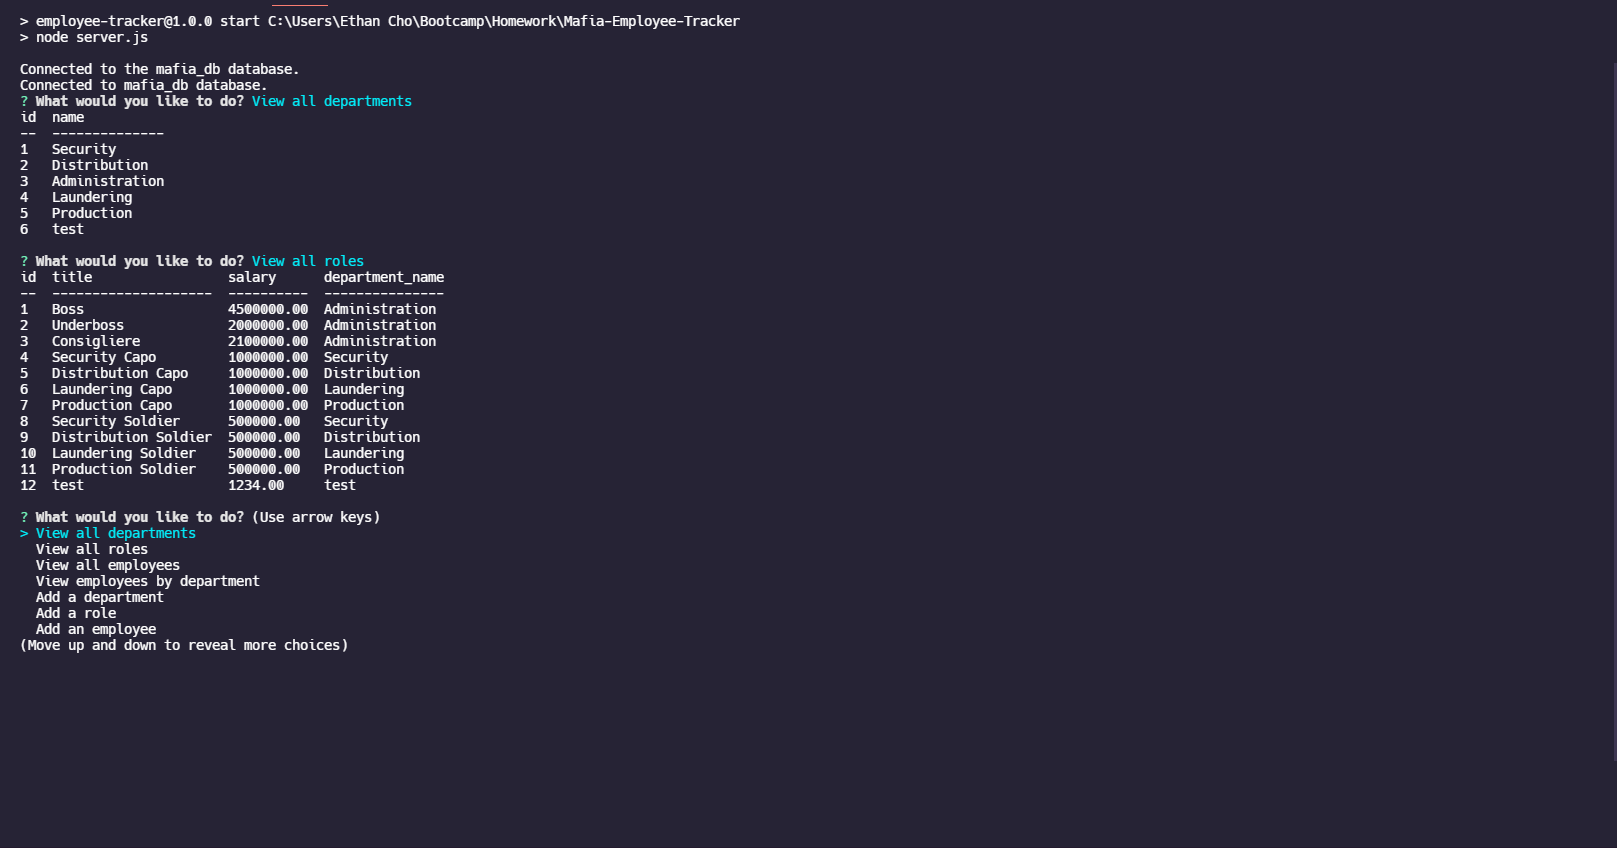 > employee-tracker@1.0.0 start C:\Users\Ethan Cho\Bootcamp\Homework\Mafia-Employee-Tracker
> node server.js
Connected to the mafia_db database.
Connected to mafia_db database.
? What would you like to do? View all departments
id  name
--  --------------
1   Security
2   Distribution
3   Administration
4   Laundering
5   Production
6   test
? What would you like to do? View all roles
id  title                 salary      department_name
--  --------------------  ----------  ---------------
1   Boss                  4500000.00  Administration
2   Underboss             2000000.00  Administration
3   Consigliere           2100000.00  Administration
4   Security Capo         1000000.00  Security
5   Distribution Capo     1000000.00  Distribution
6   Laundering Capo       1000000.00  Laundering
7   Production Capo       1000000.00  Production
8   Security Soldier      500000.00   Security
9   Distribution Soldier  500000.00   Distribution
10  Laundering Soldier    500000.00   Laundering
11  Production Soldier    500000.00   Production
12  test                  1234.00     test
? What would you like to do? (Use arrow keys)
> View all departments
  View all roles
  View all employees
  View employees by department
  Add a department
  Add a role
  Add an employee
(Move up and down to reveal more choices)